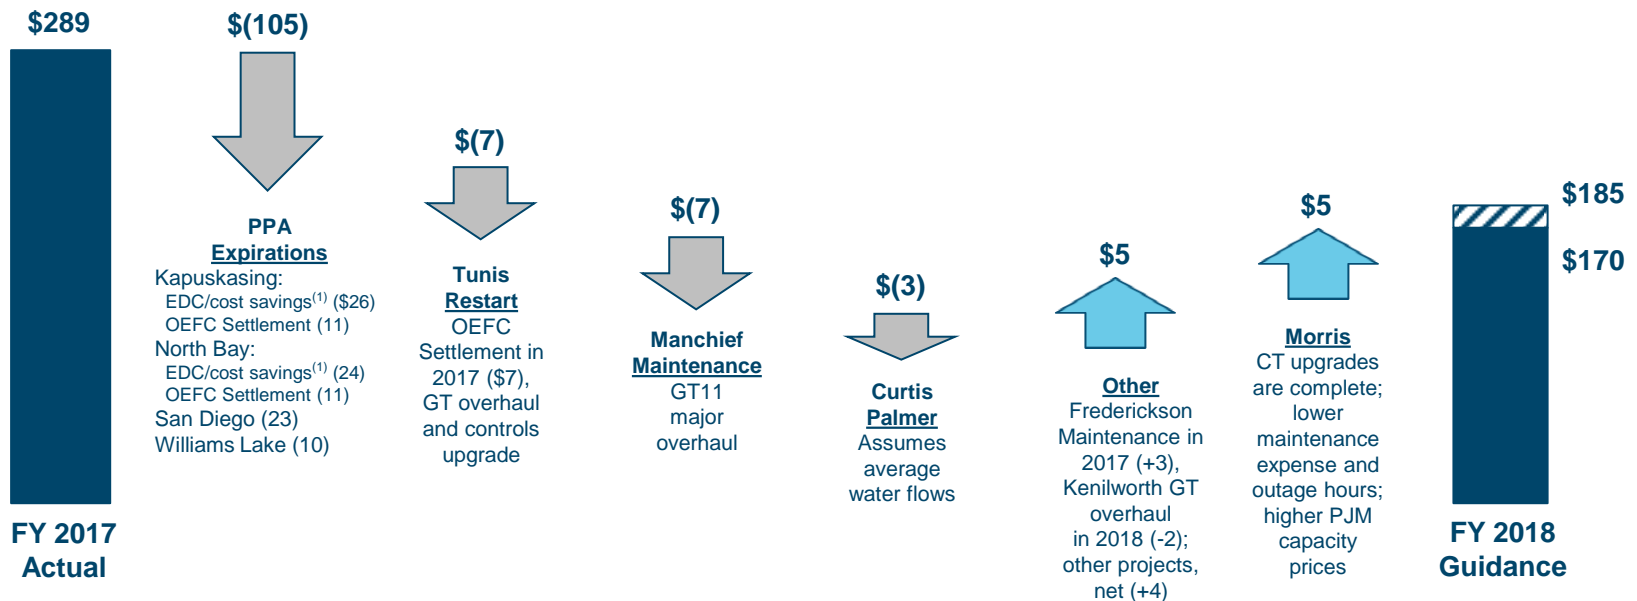 $289
FY 2017
Actual
$(105)
PPA
Expirations
Kapuskasing:
EDC/cost savings(1) ($26)
OEFC Settlement (11)
North Bay:
EDC/cost savings(1) (24)
OEFC Settlement (11)
San Diego (23)
Williams Lake (10)
$(7)
Tunis
Restart
OEFC
Settlement in
2017 ($7),
GT overhaul
and controls
upgrade
$(7)
Manchief
Maintenance
GT11
major
overhaul
$(3)
Curtis
Palmer
Assumes
average
water flows
$5
Other
Frederickson
Maintenance in
2017 (+3),
Kenilworth GT
overhaul
in 2018 (-2);
other projects,
net (+4)
$5
Morris
CT upgrades
are complete;
lower
maintenance
expense and
outage hours;
higher PJM
capacity
prices
$185
$170
FY 2018
Guidance